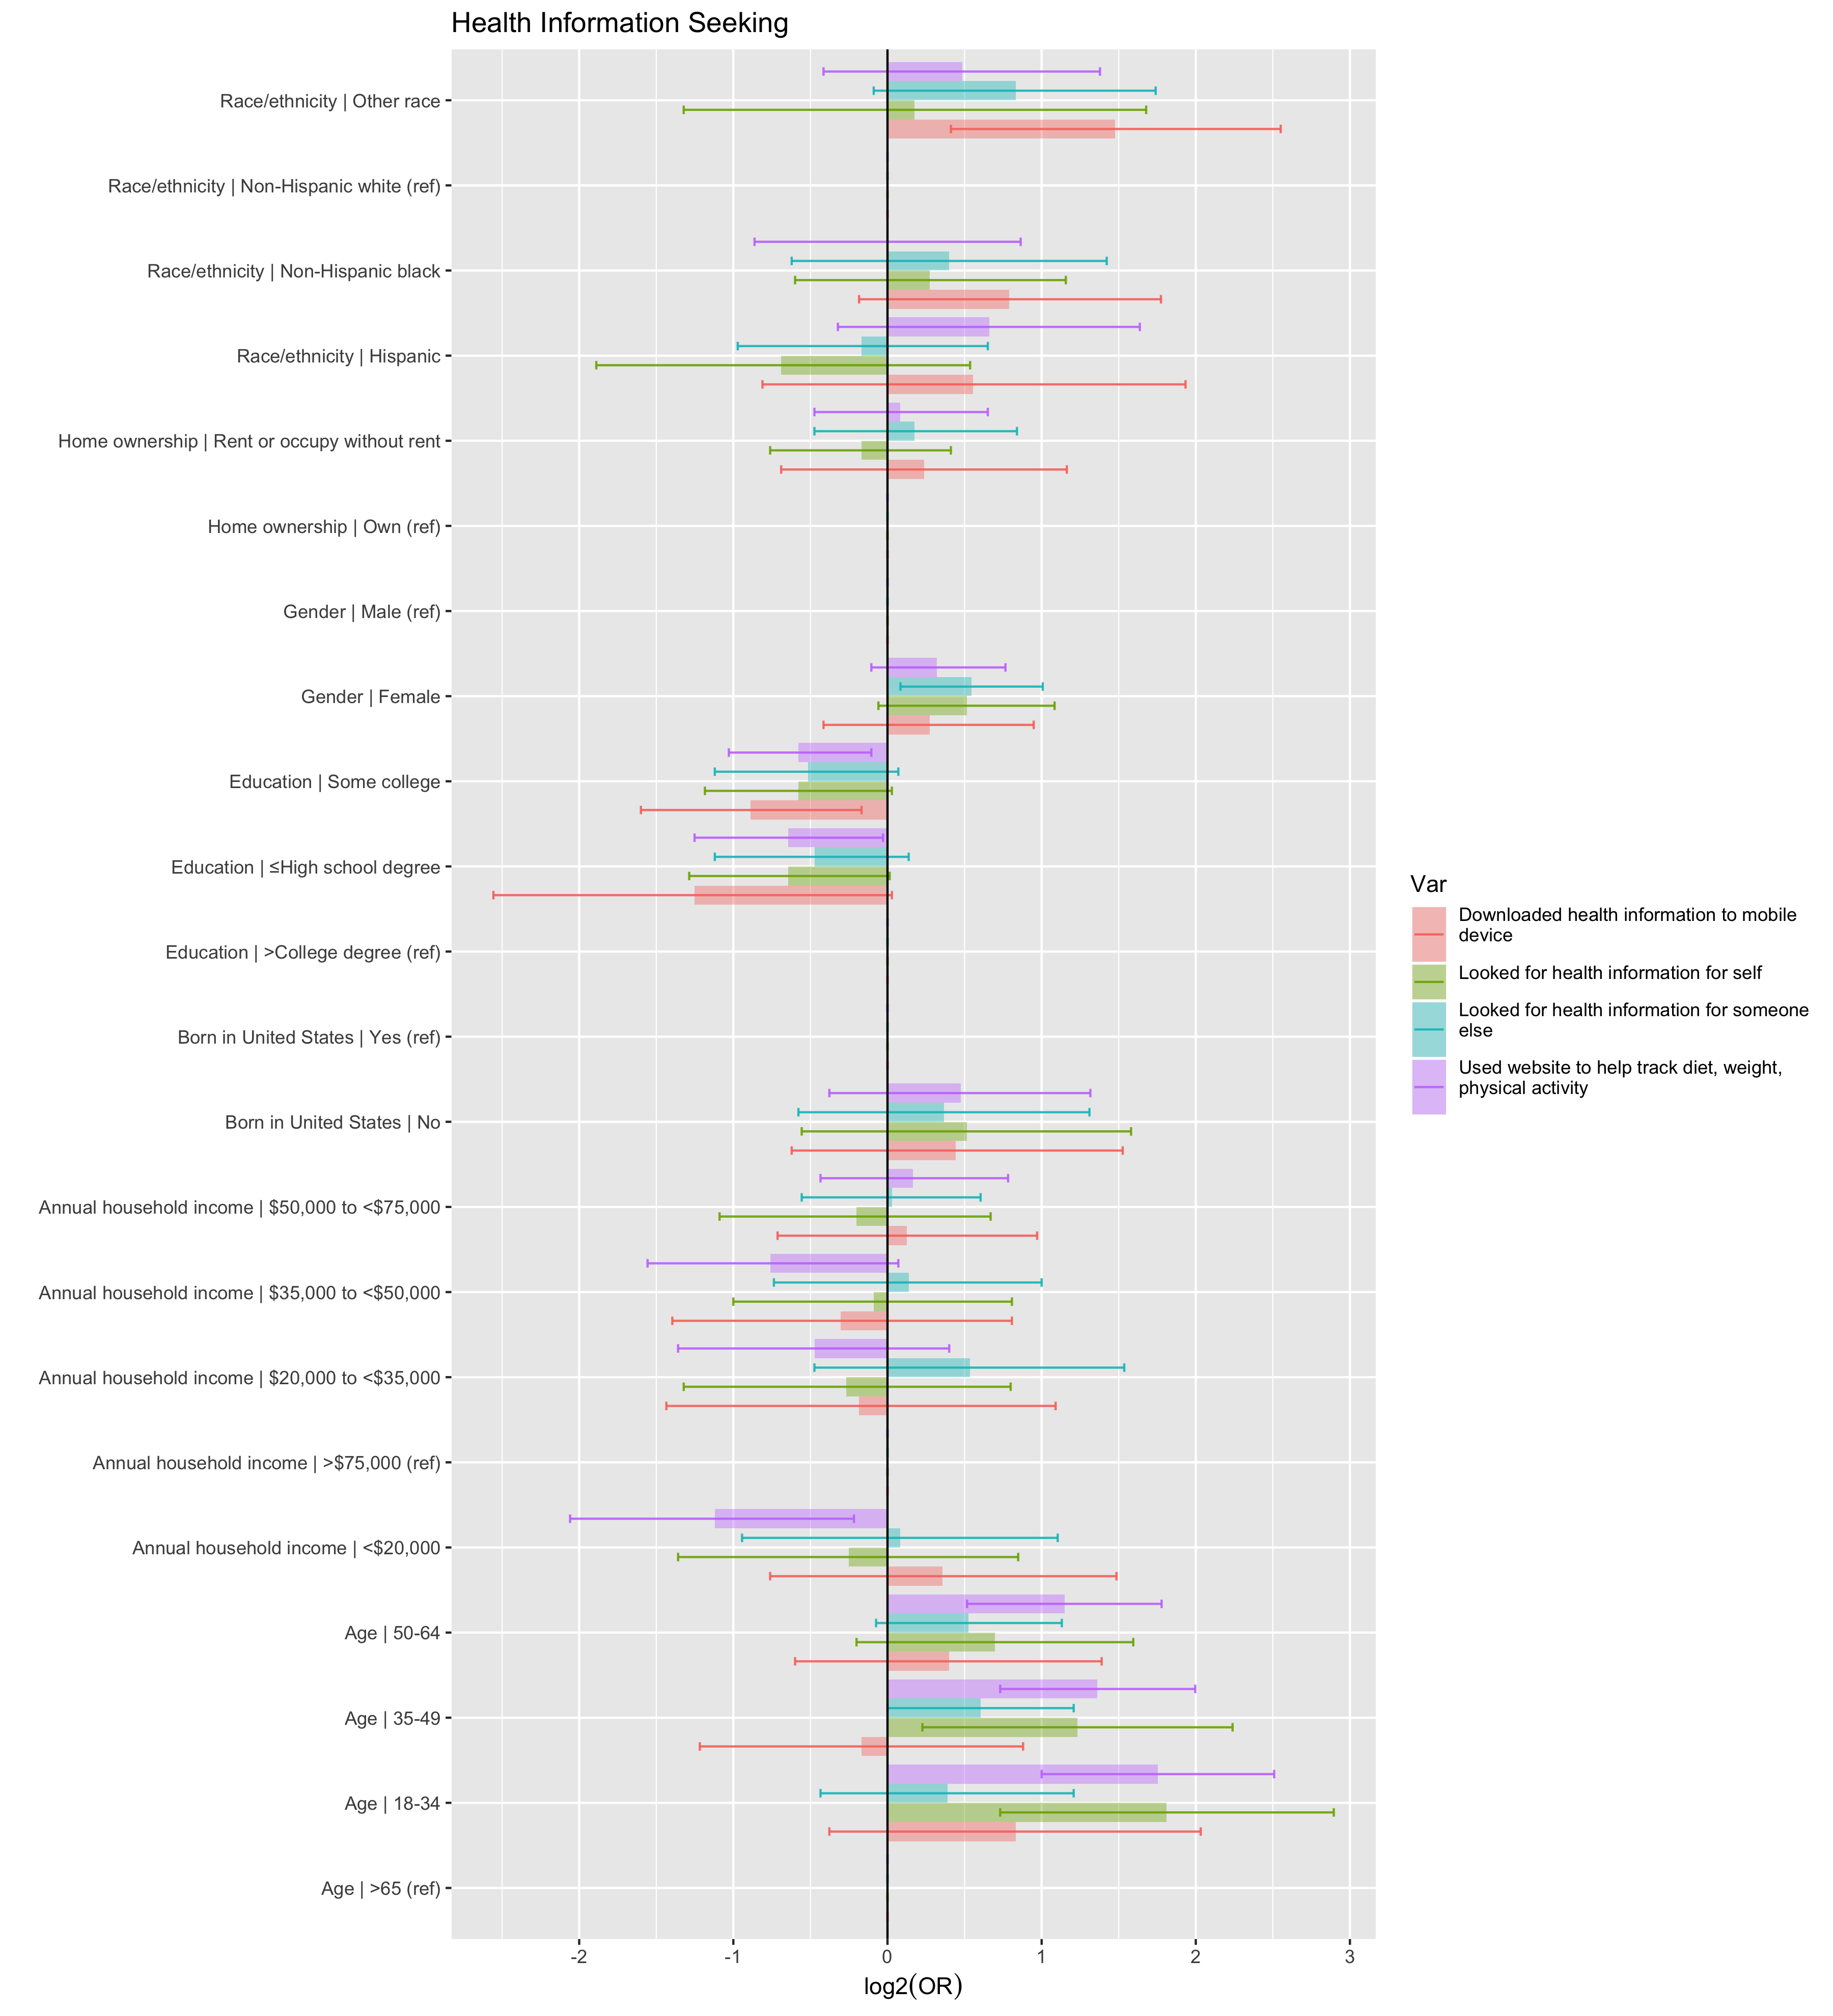 Health Information Seeking
Race/ethnicity | Other race
Race/ethnicity | Non-Hispanic white (ref)
Race/ethnicity | Non-Hispanic black
Race/ethnicity | Hispanic
Home ownership | Rent or occupy without rent
Home ownership | Own (ref)
Gender | Male (ref)
Gender | Female
Education | Some college
Education | ≤High school degree
Education | >College degree (ref)
Born in United States | Yes (ref)
Born in United States | No
Annual household income | $50,000 to <$75,000
Annual household income | $35,000 to <$50,000
Annual household income | $20,000 to <$35,000
Annual household income | >$75,000 (ref)
Annual household income | <$20,000
Age | 50-64
Age | 35-49
Age | 18-34
Age | >65 (ref)
-2 -1 0 1 2 3
log2(OR)
Var
Downloaded health information to mobile
device
Looked for health information for self
Looked for health information for someone
else
Used website to help track diet, weight,
physical activity